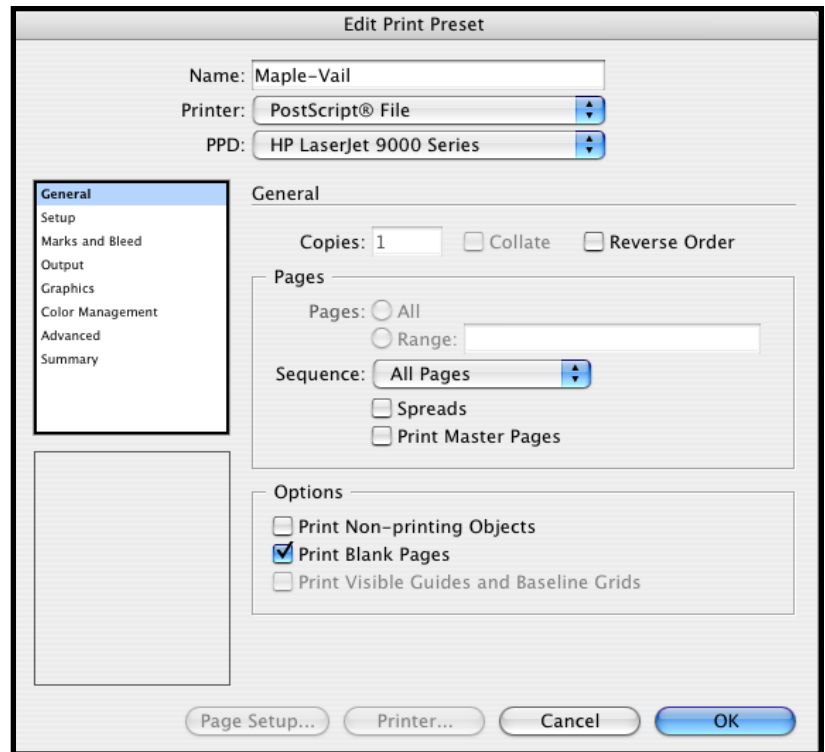 Edit Print Preset
Name: Maple-Vail
Printer: PostScript® File
PPD: HP LaserJet 9000 Series
General
Setup
Marks and Bleed
Output
Graphics
Color Management
Advanced
Summary
General
Copies: 1 Collate Reverse Order
Pages
Pages: All
Range:
Sequence: All Pages
Spreads
Print Master Pages
Options
Print Non-printing Objects
Print Blank Pages
Print Visible Guides and Baseline Grids
Page Setup... Printer... Cancel OK